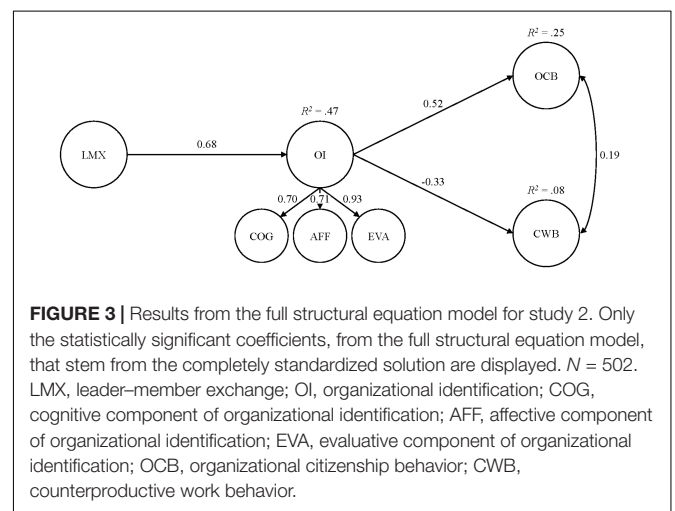 R² = .25
OCB
R² = .47
0.52
0.68
LMX
OI
0.19
-0.33
R² = .08
0.70
0.71
0.93
COG
AFF
EVA
CWB
FIGURE 3 | Results from the full structural equation model for study 2. Only
the statistically significant coefficients, from the full structural equation model,
that stem from the completely standardized solution are displayed. N = 502.
LMX, leader–member exchange; OI, organizational identification; COG,
cognitive component of organizational identification; AFF, affective component
of organizational identification; EVA, evaluative component of organizational
identification; OCB, organizational citizenship behavior; CWB,
counterproductive work behavior.